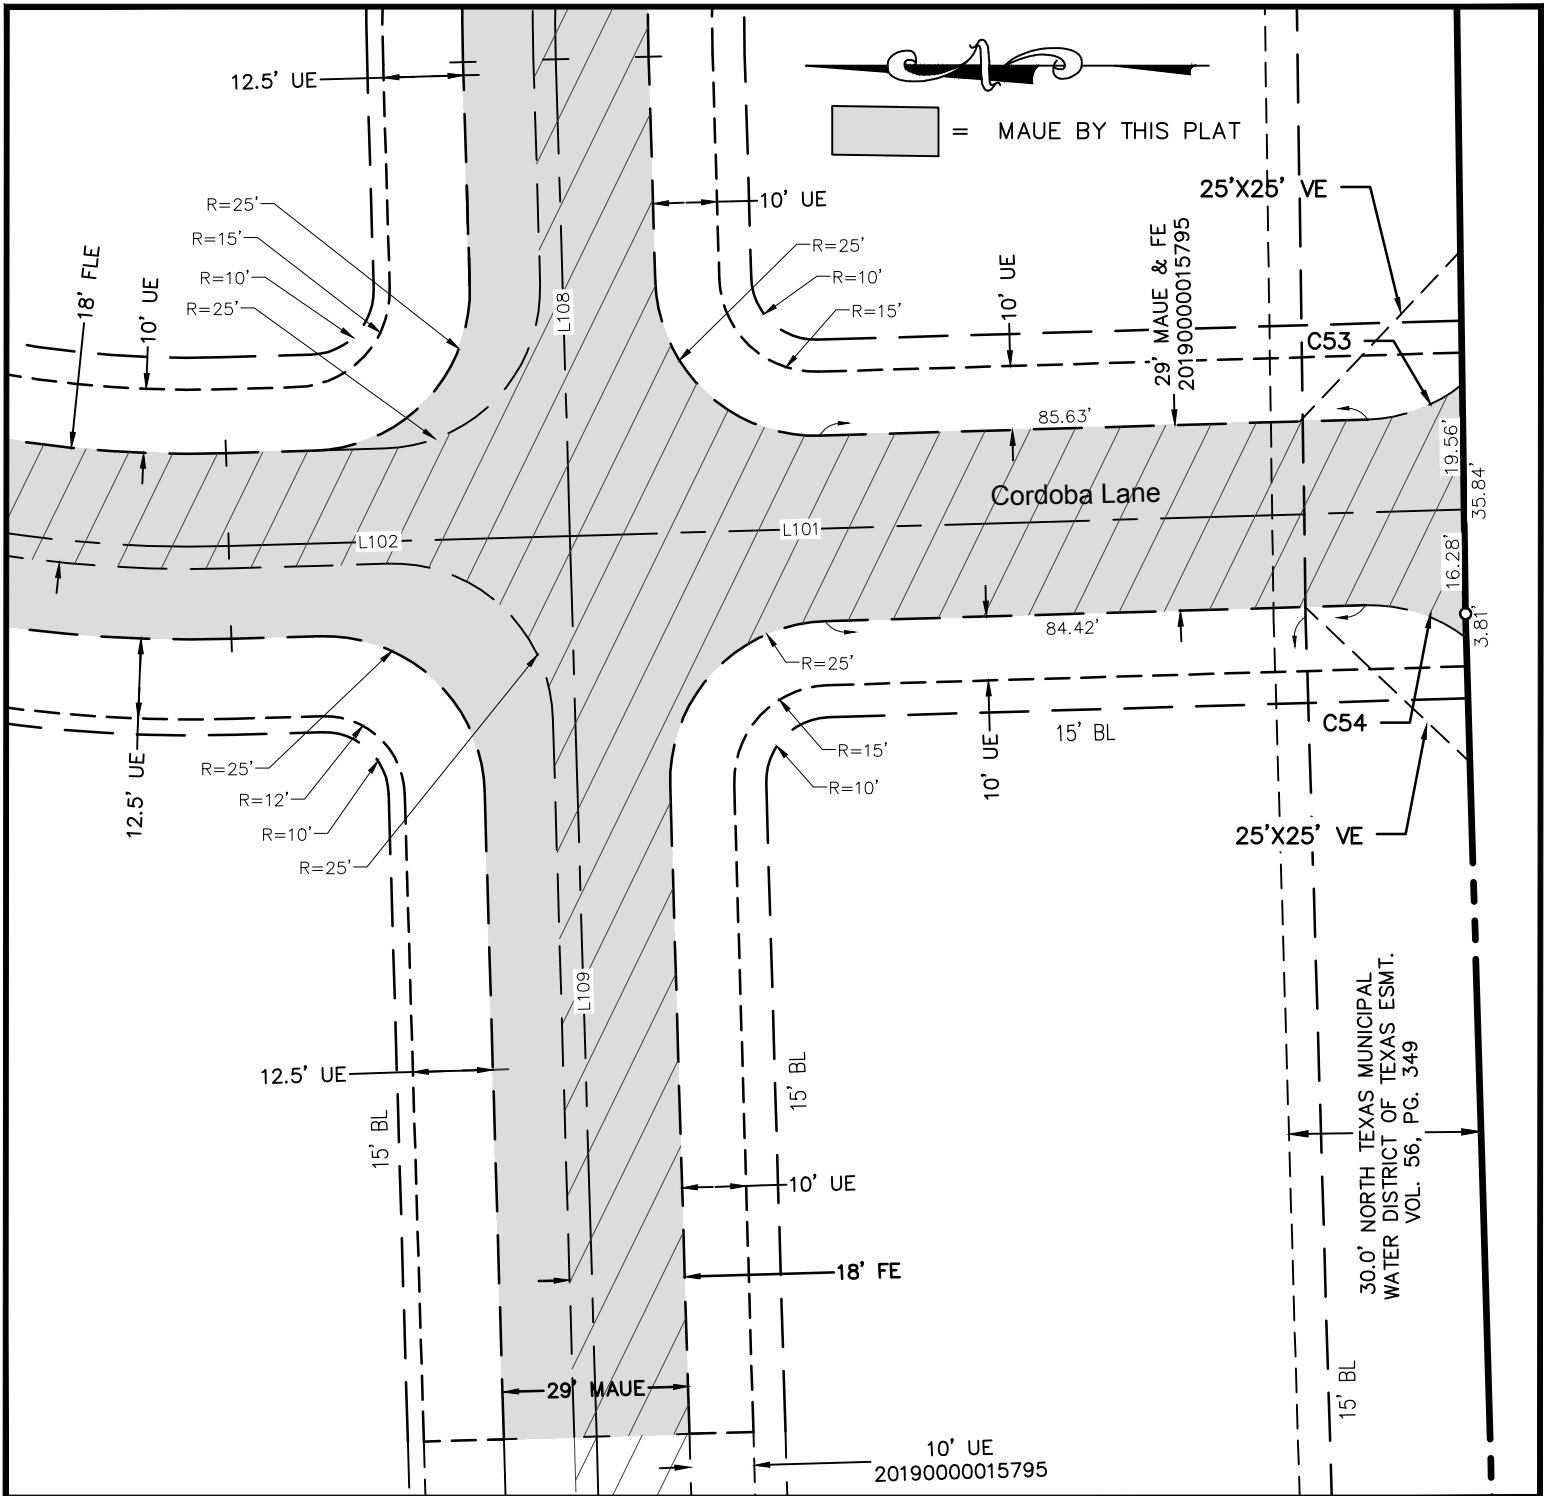 12.5' UE
N
= MAUE BY THIS PLAT
25'X25' VE
R=25'
10' UE
R=15'
R=25'
18' FLE
10' UE
R=10'
R=10'
10' UE
29' MAUE & FE
20190000015795
R=25'
L108
R=15'
C53
85.63'
19.56'
35.84'
Cordoba Lane
L102
L101
16.28'
3.81'
84.42'
R=25'
C54
15' BL
12.5' UE
R=25'
R=15'
10' UE
R=12'
R=10'
R=10'
25'X25' VE
R=25'
L109
12.5' UE
15' BL
15' BL
30.0' NORTH TEXAS MUNICIPAL
WATER DISTRICT OF TEXAS ESMT.
VOL. 56, PG. 349
10' UE
18' FE
29' MAUE
15' BL
10' UE
20190000015795